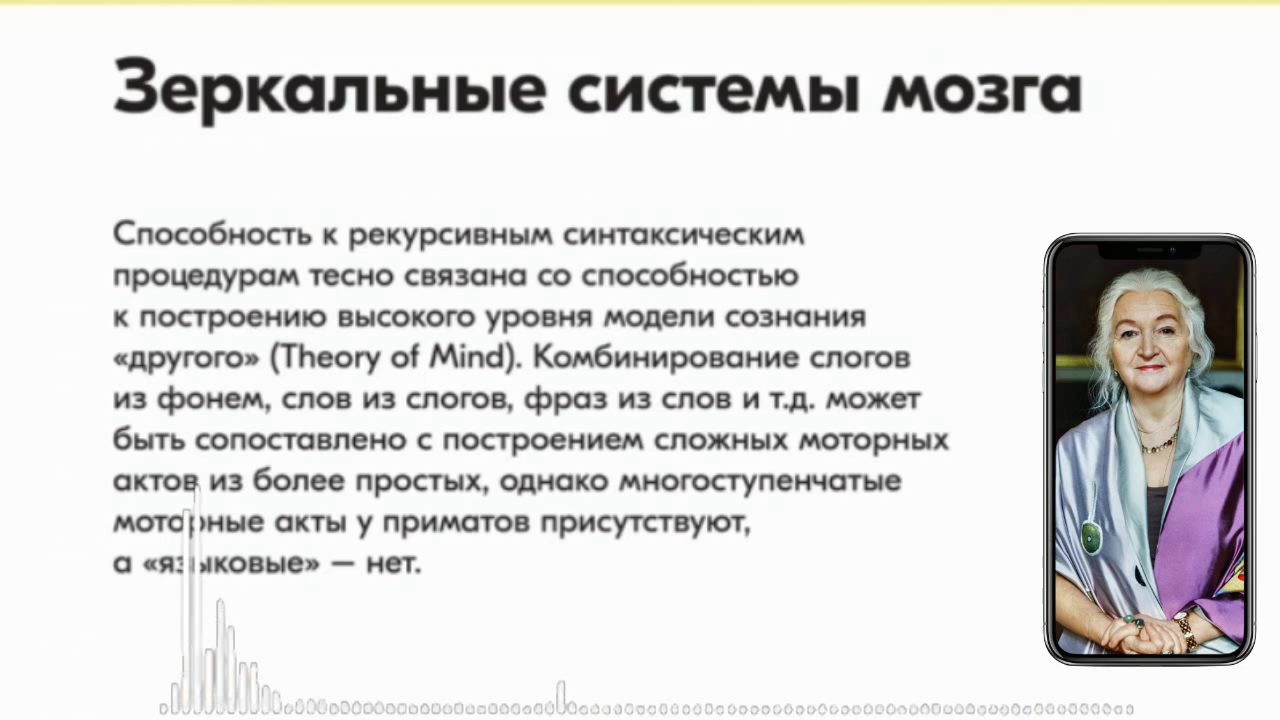 Зеркальные системы мозга
Способность к рекурсивным синтаксическим
процедурам тесно связана со способностью
к построению высокого уровня модели сознания
«другого» (Theory of Mind). Комбинирование слогов
из фонем, слов из слогов, фраз из слов и т.д. может
быть сопоставлено с построением сложных моторных
актов из более простых, однако многоступенчатые
моторные акты у приматов присутствуют,
а «языковые» — нет.